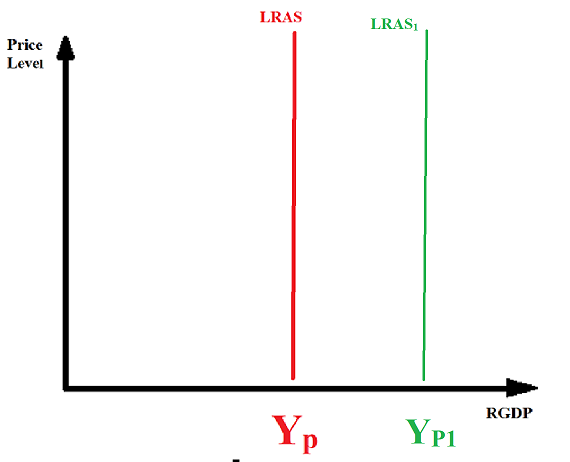 LRAS
LRAS₁
Price
Level
RGDP
Yp
YP1